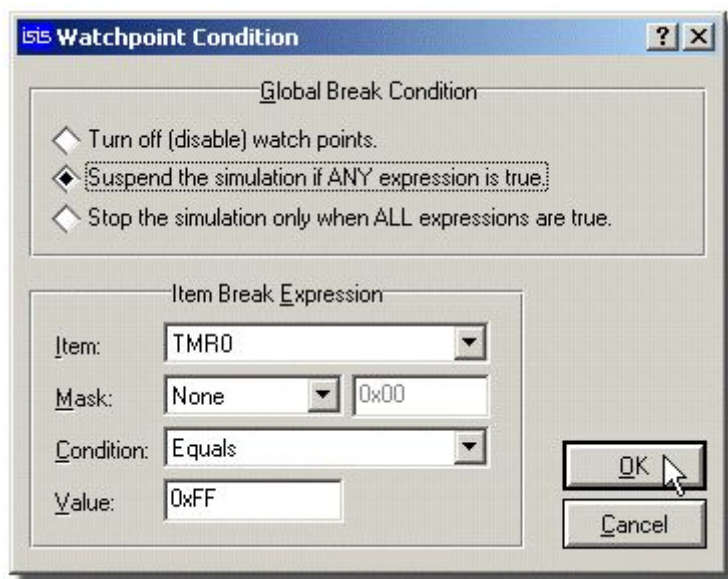 isis Watchpoint Condition
? ×
Global Break Condition
Turn off (disable) watch points.
Suspend the simulation if ANY expression is true.
Stop the simulation only when ALL expressions are true.
Item Break Expression
Item: TMR0
Mask: None 0x00
Condition: Equals
Value: 0xFF
OK
Cancel